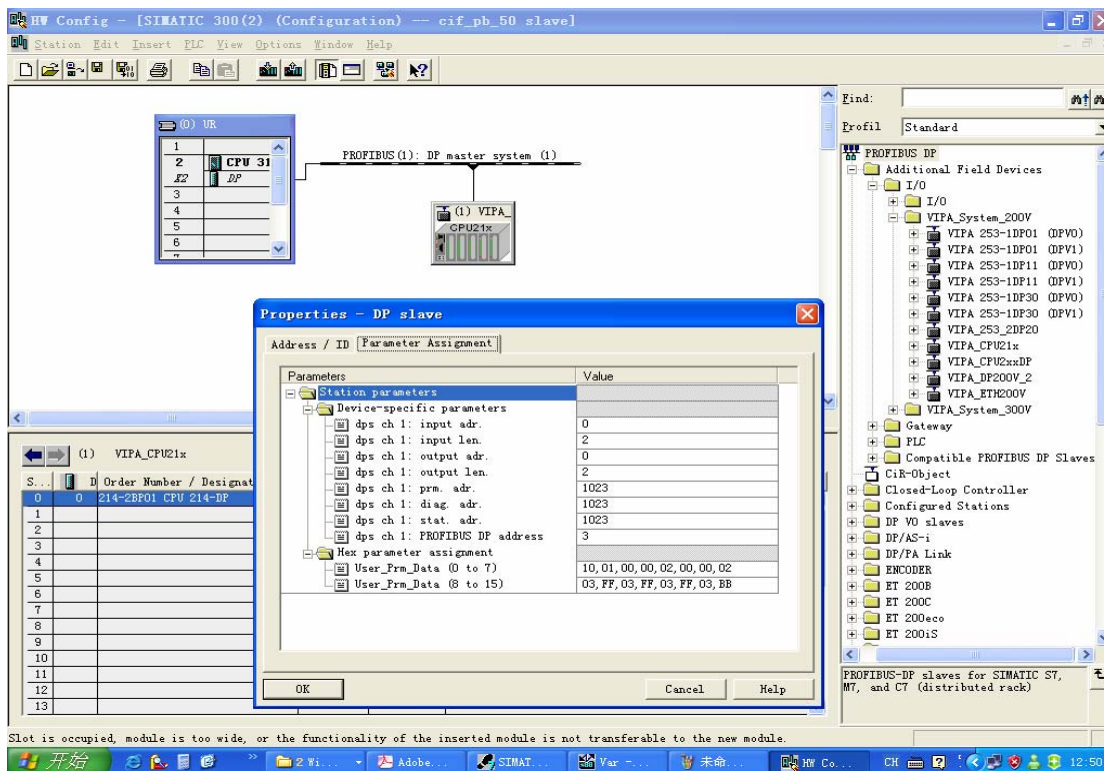 HW Config - [SIMATIC 300(2) (Configuration) -- cif_pb_50 slave]
Station Edit Insert PLC View Options Window Help
Find:
Profil Standard
(0) UR
1
2 CPU 31
X2 DP
3
4
5
6
PROFIBUS(1): DP master system (1)
(1) VIPA_
CPU21x
PROFIBUS DP
Additional Field Devices
I/O
I/O
VIPA_System_200V
VIPA 253-1DP01 (DPV0)
VIPA 253-1DP01 (DPV1)
VIPA 253-1DP11 (DPV0)
VIPA 253-1DP11 (DPV1)
VIPA 253-1DP30 (DPV0)
VIPA 253-1DP30 (DPV1)
VIPA_253_2DP20
VIPA_CPU21x
VIPA_CPU2xxDP
VIPA_DP200V_2
VIPA_ETH200V
VIPA_System_300V
Gateway
PLC
Compatible PROFIBUS DP Slaves
CiR-Object
Closed-Loop Controller
Configured Stations
DP V0 slaves
DP/AS-i
DP/PA Link
ENCODER
ET 200B
ET 200C
ET 200eco
ET 200iS
PROFIBUS-DP slaves for SIMATIC S7,
M7, and C7 (distributed rack)
Properties - DP slave
Address / ID Parameter Assignment
Parameters Value
Station parameters
Device-specific parameters
dps ch 1: input adr. 0
dps ch 1: input len. 2
dps ch 1: output adr. 0
dps ch 1: output len. 2
dps ch 1: prm. adr. 1023
dps ch 1: diag. adr. 1023
dps ch 1: stat. adr. 1023
dps ch 1: PROFIBUS DP address 3
Hex parameter assignment
User_Prm_Data (0 to 7) 10,01,00,00,02,00,00,02
User_Prm_Data (8 to 15) 03,FF,03,FF,03,FF,03,BB
OK Cancel Help
(1) VIPA_CPU21x
S... D Order Number / Designat
0 0 214-2BP01 CPU 214-DP
1
2
3
4
5
6
7
8
9
10
11
12
13
Slot is occupied, module is too wide, or the functionality of the inserted module is not transferable to the new module.
开始 2 Wi... Adobe... SIMAT... Var -... 未命... HW Co... CH 12:50